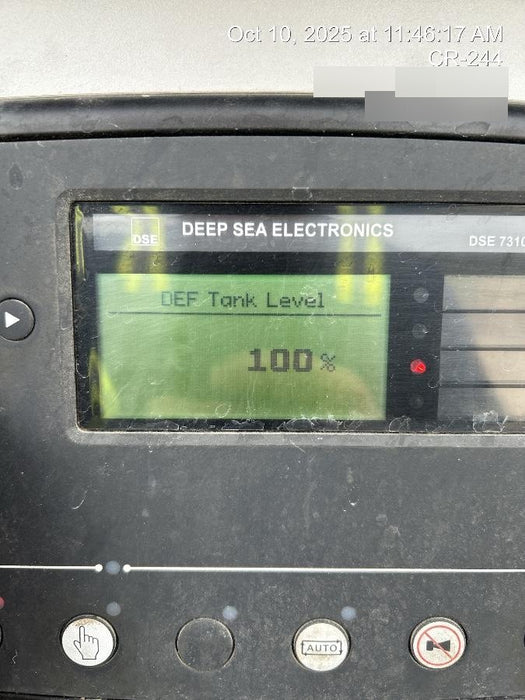 Oct 10, 2025 at 11:46:17 AM
CR-244
DSE
DEEP SEA ELECTRONICS
DSE 7310
DEF Tank Level
100 %
AUTO